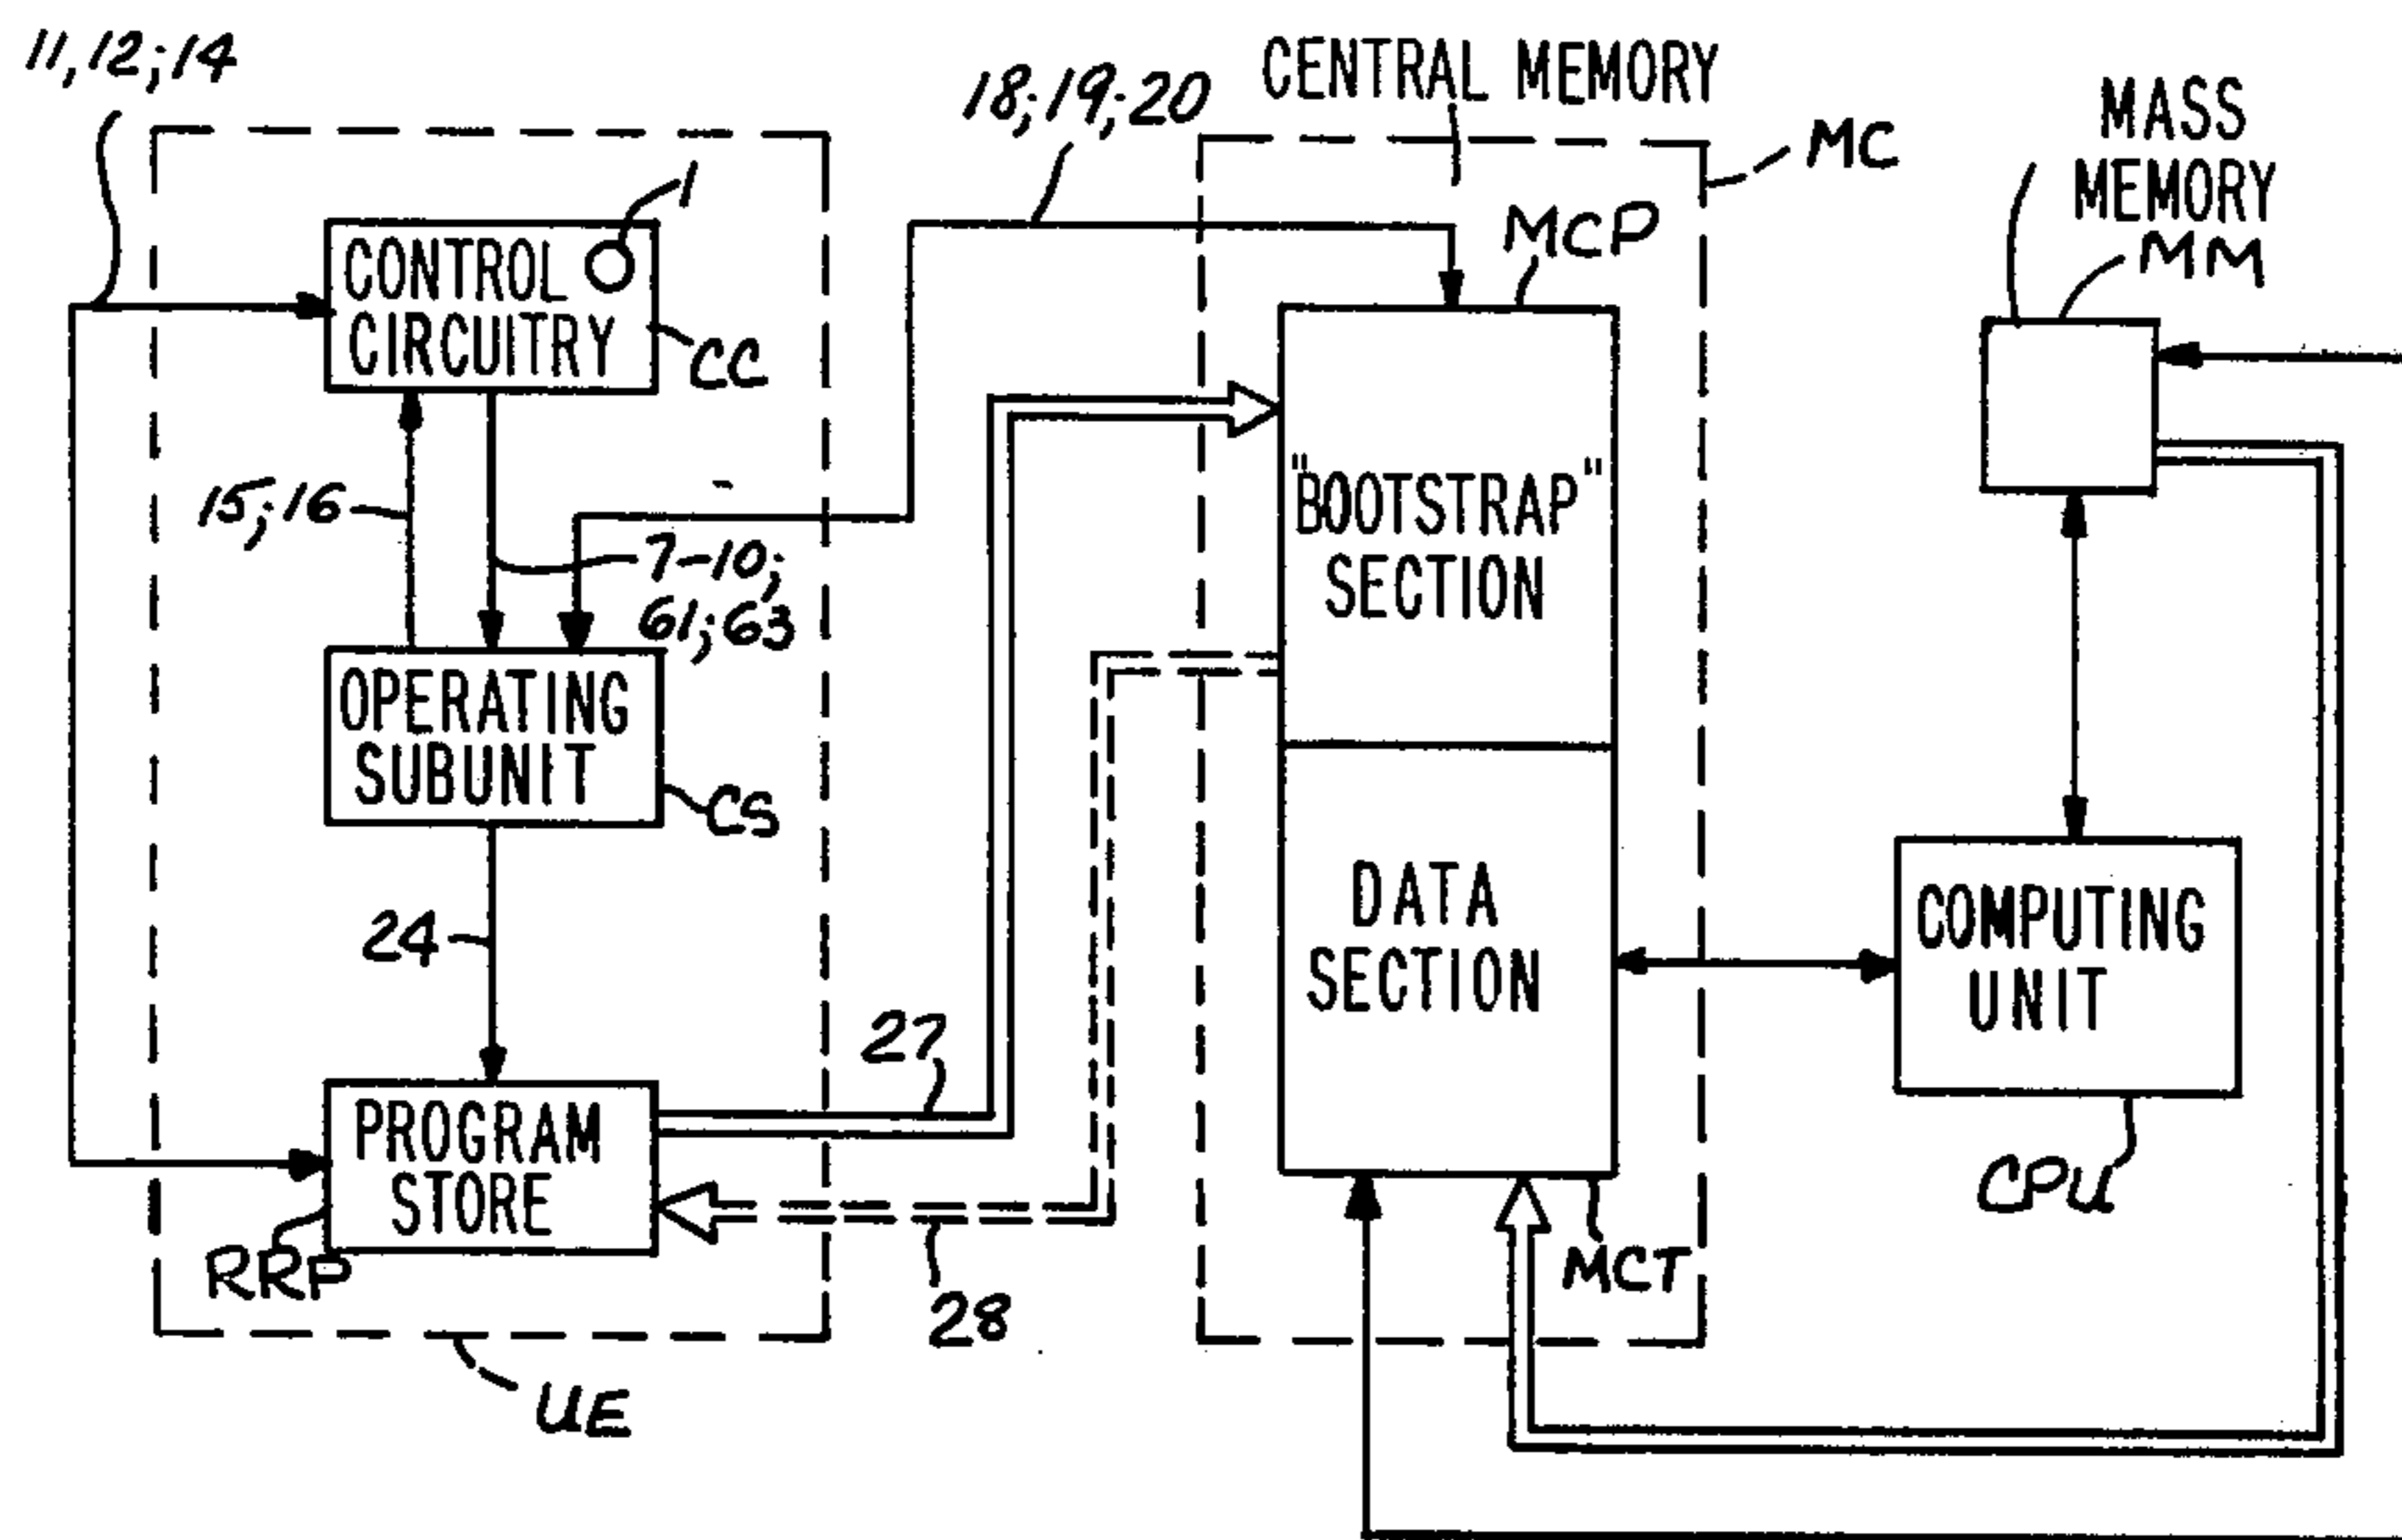 11,12;14
18;19;20
CENTRAL MEMORY
MC
MASS
MEMORY
MM
1
CONTROL
CIRCUITRY
CC
MCP
15;16
7-10;
61;63
"BOOTSTRAP"
SECTION
OPERATING
SUBUNIT
CS
DATA
SECTION
COMPUTING
UNIT
CPU
24
27
PROGRAM
STORE
RRP
28
MCT
UE